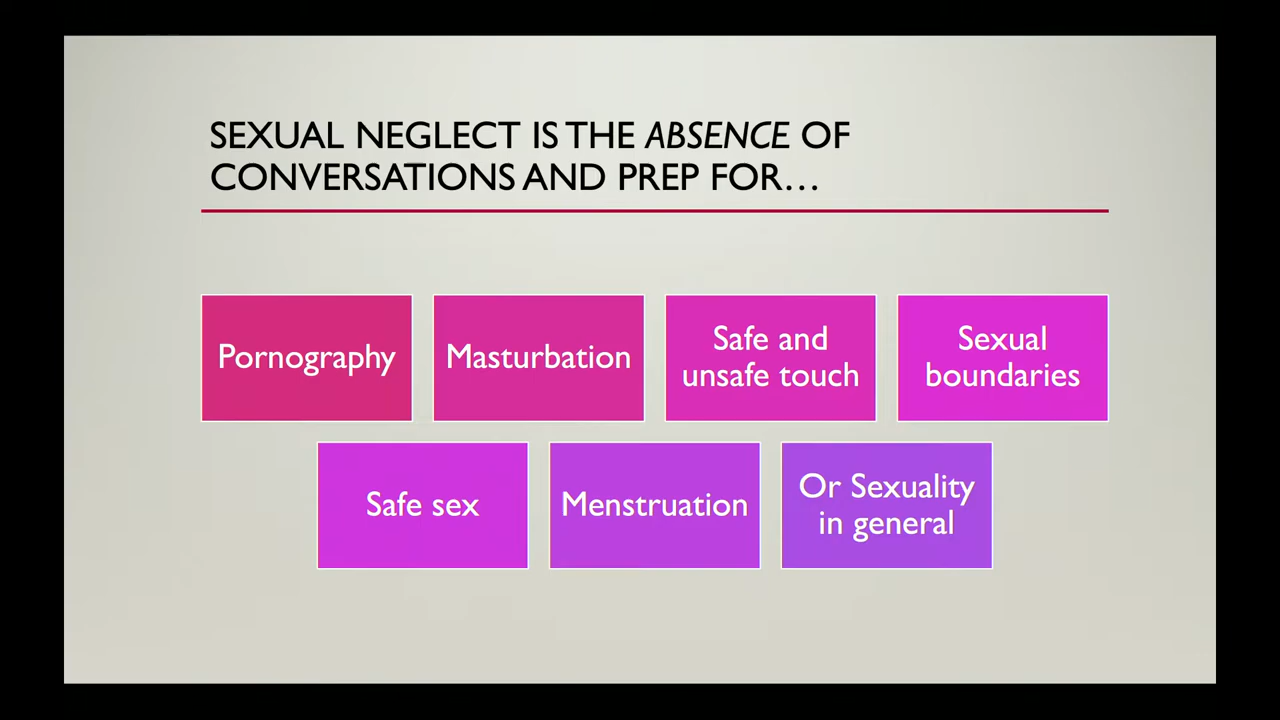 SEXUAL NEGLECT IS THE ABSENCE OF
CONVERSATIONS AND PREP FOR…
Pornography
Masturbation
Safe and
unsafe touch
Sexual
boundaries
Safe sex
Menstruation
Or Sexuality
in general